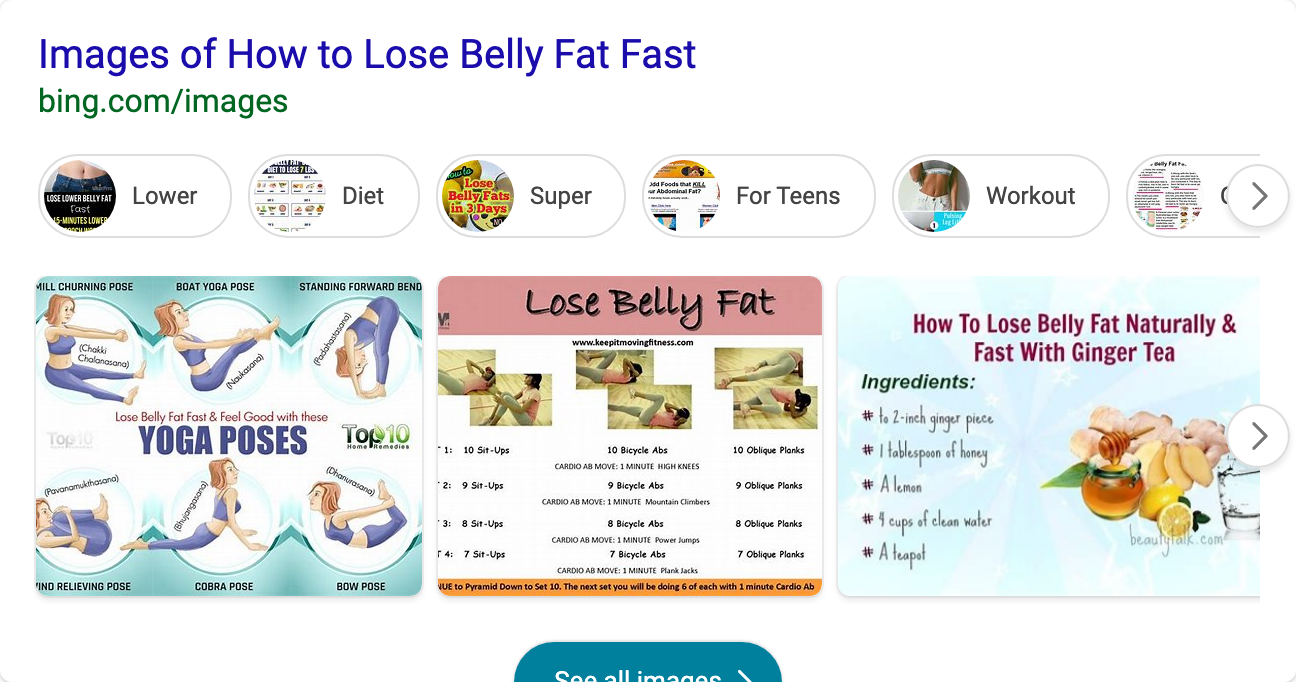 Images of How to Lose Belly Fat Fast
bing.com/images
LOSE LOWER BELLY FAT
Fast
15-MINUTES LOWER
Lower
Diet
how to
Lose
Belly Fats
in 3 Days
Super
For Teens
Workout
MILL CHURNING POSE
BOAT YOGA POSE
STANDING FORWARD BEND
(Chakki
Chalanasana)
(Naukasana)
(Padahastasana)
Lose Belly Fat Fast & Feel Good with these
YOGA POSES
Top10
Top10
Home Remedies
(Pavanamukthasana)
(Bhujangasana)
(Dhanurasana)
WIND RELIEVING POSE
COBRA POSE
BOW POSE
Lose Belly Fat
www.keepitmovingfitness.com
1: 10 Sit-Ups 10 Bicycle Abs 10 Oblique Planks
CARDIO AB MOVE: 1 MINUTE HIGH KNEES
2: 9 Sit-Ups 9 Bicycle Abs 9 Oblique Planks
CARDIO AB MOVE: 1 MINUTE Mountain Climbers
3: 8 Sit-Ups 8 Bicycle Abs 8 Oblique Planks
CARDIO AB MOVE: 1 MINUTE Power Jumps
4: 7 Sit-Ups 7 Bicycle Abs 7 Oblique Planks
CARDIO AB MOVE: 1 MINUTE Plank Jacks
NUE to Pyramid Down to Set 10. The next set you will be doing 6 of each with 1 minute Cardio Ab
How To Lose Belly Fat Naturally &
Fast With Ginger Tea
Ingredients:
# to 2-inch ginger piece
# 1 tablespoon of honey
# A lemon
# 4 cups of clean water
# A teapot
beautytalk.com
See all images